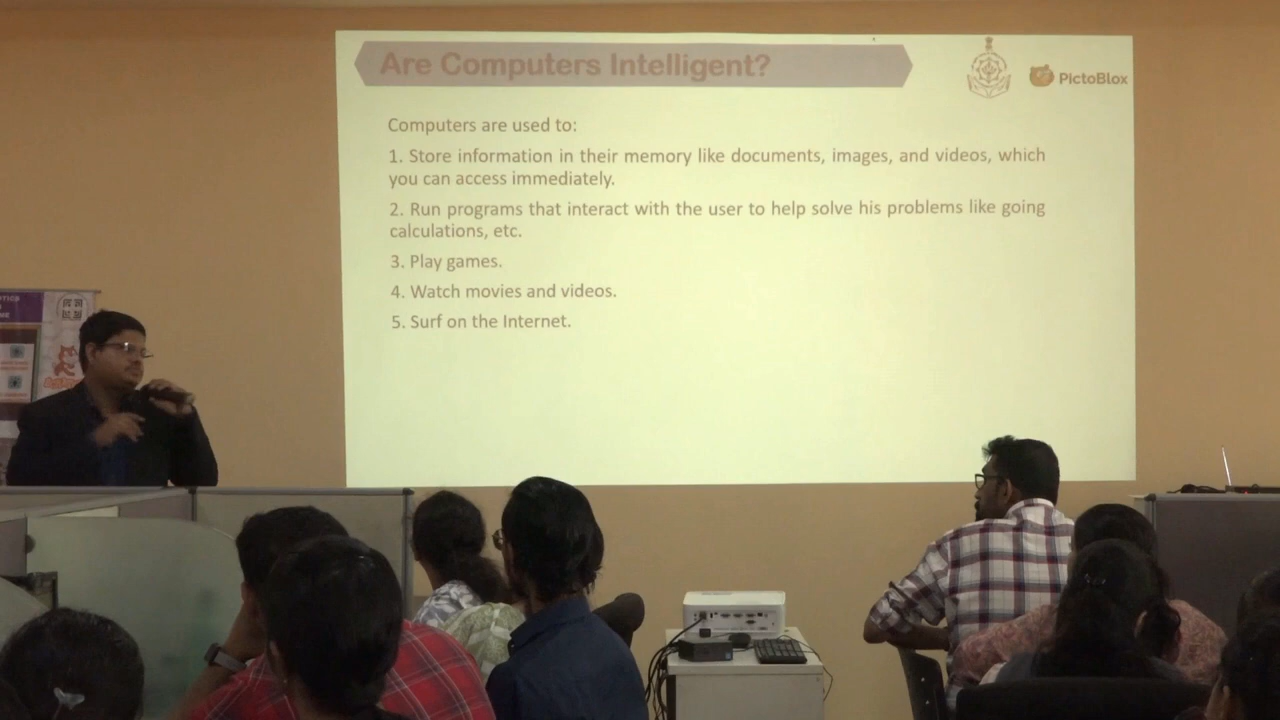 Are Computers Intelligent?
PictoBlox
Computers are used to:
1. Store information in their memory like documents, images, and videos, which
you can access immediately.
2. Run programs that interact with the user to help solve his problems like going
calculations, etc.
3. Play games.
4. Watch movies and videos.
5. Surf on the Internet.